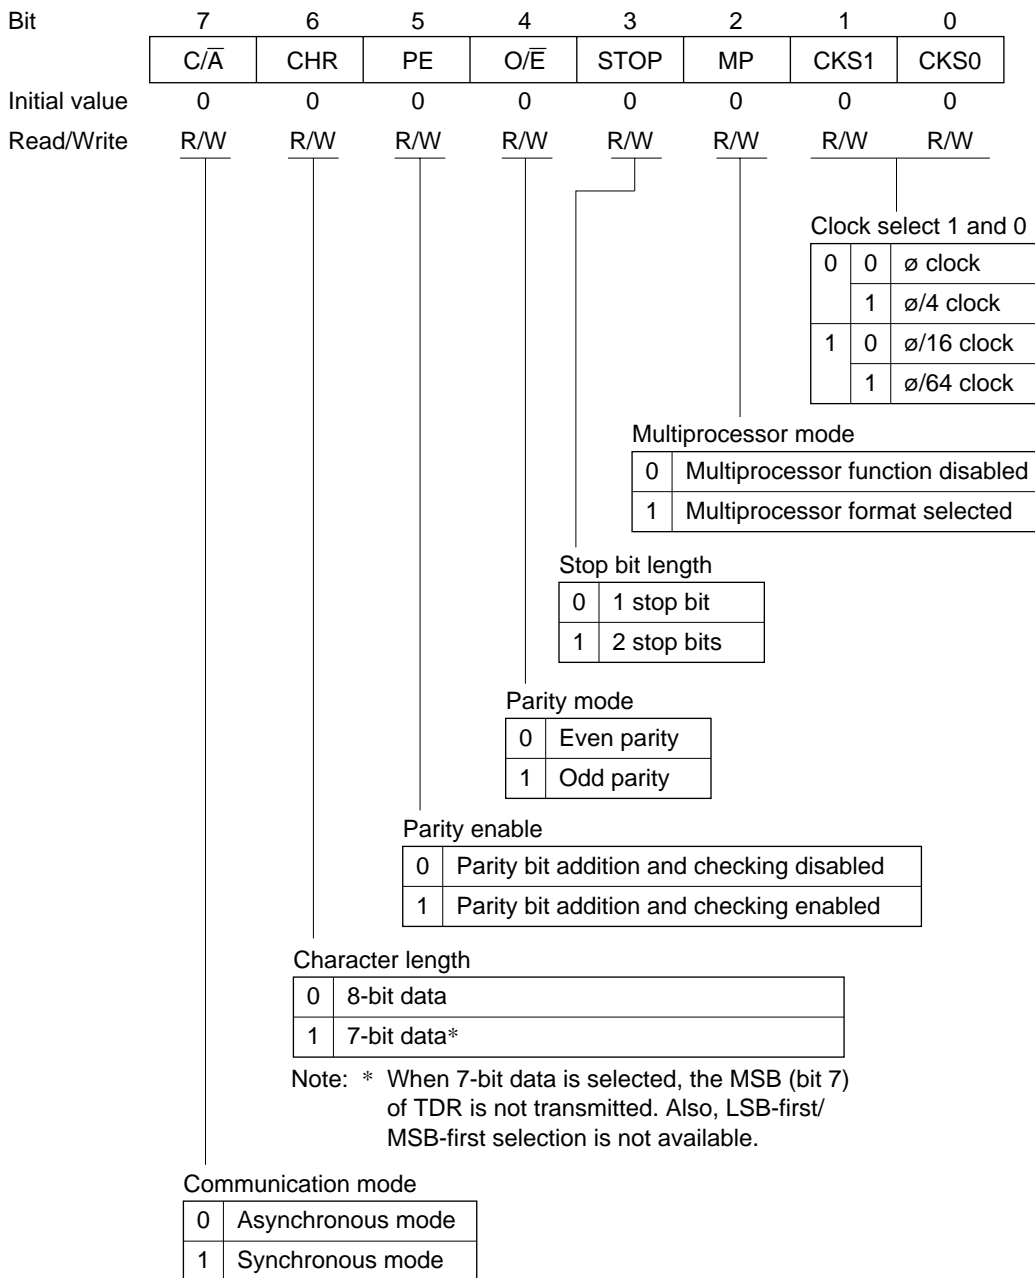 Bit 7 6 5 4 3 2 1 0
C/A̅ CHR PE O/E̅ STOP MP CKS1 CKS0
Initial value 0 0 0 0 0 0 0 0
Read/Write R/W R/W R/W R/W R/W R/W R/W R/W
Clock select 1 and 0
0 0 ø clock
1 ø/4 clock
1 0 ø/16 clock
1 ø/64 clock
Multiprocessor mode
0 Multiprocessor function disabled
1 Multiprocessor format selected
Stop bit length
0 1 stop bit
1 2 stop bits
Parity mode
0 Even parity
1 Odd parity
Parity enable
0 Parity bit addition and checking disabled
1 Parity bit addition and checking enabled
Character length
0 8-bit data
1 7-bit data*
Note: * When 7-bit data is selected, the MSB (bit 7)
of TDR is not transmitted. Also, LSB-first/
MSB-first selection is not available.
Communication mode
0 Asynchronous mode
1 Synchronous mode